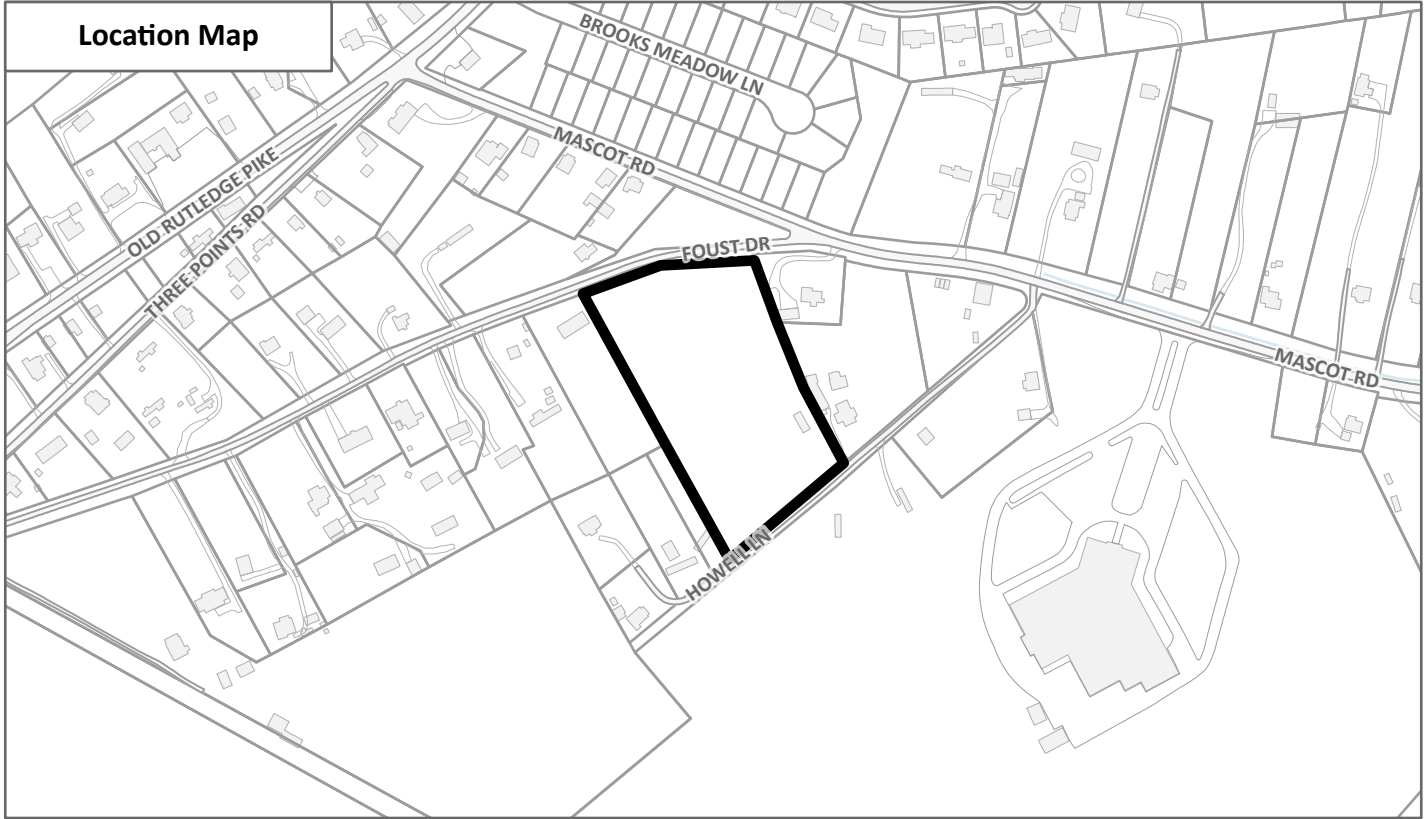 Location Map
BROOKS MEADOW LN
MASCOT RD
OLD RUTLEDGE PIKE
THREE POINTS RD
FOUST DR
MASCOT RD
HOWELL LN